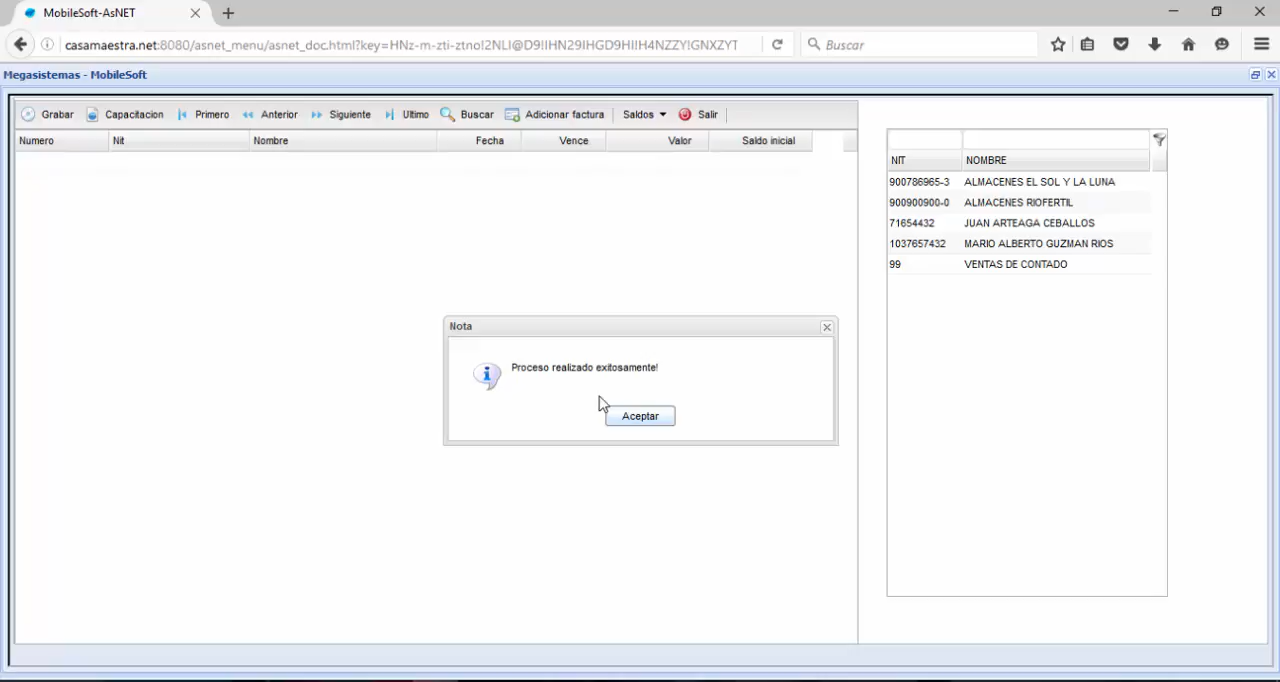 MobileSoft-AsNET
casamaestra.net:8080/asnet_menu/asnet_doc.html?key=HNz-m-zti-ztno!2NLI@D9!IHN29IHGD9HI!H4NZZY!GNXZYT
Buscar
Megasistemas - MobileSoft
Grabar Capacitacion Primero Anterior Siguiente Ultimo Buscar Adicionar factura Saldos Salir
Numero Nit Nombre Fecha Vence Valor Saldo inicial
NIT NOMBRE
900786965-3 ALMACENES EL SOL Y LA LUNA
900900900-0 ALMACENES RIOFERTIL
71654432 JUAN ARTEAGA CEBALLOS
1037657432 MARIO ALBERTO GUZMAN RIOS
99 VENTAS DE CONTADO
Nota
Proceso realizado exitosamente!
Aceptar